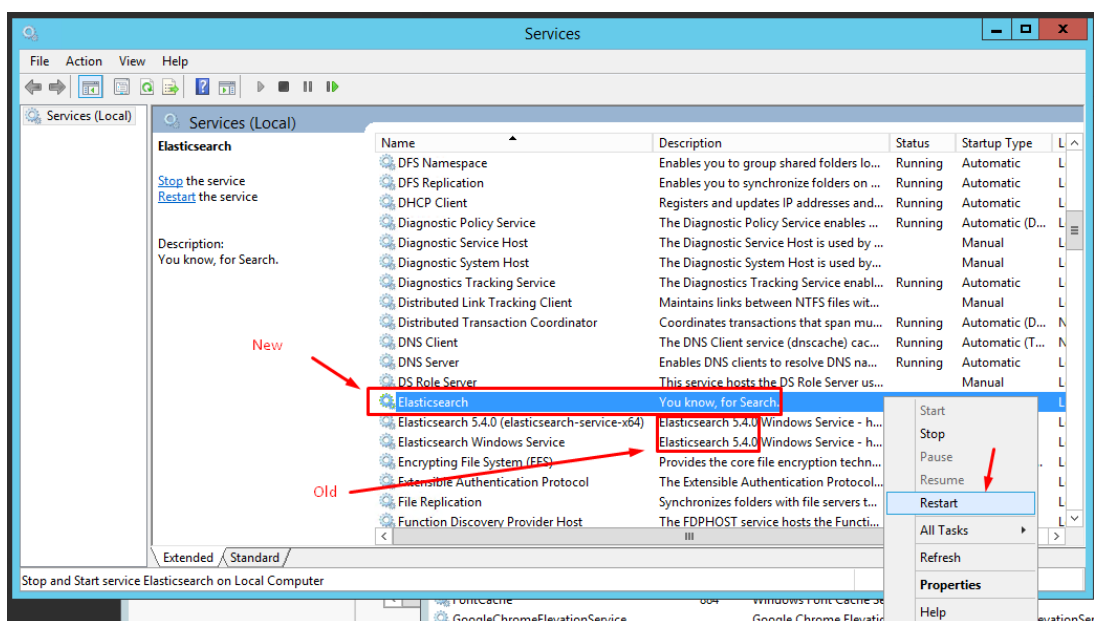 Services
File Action View Help
Services (Local)
Services (Local)
Elasticsearch
Stop the service
Restart the service
Description:
You know, for Search.
Name Description Status Startup Type L
DFS Namespace Enables you to group shared folders lo... Running Automatic L
DFS Replication Enables you to synchronize folders on ... Running Automatic L
DHCP Client Registers and updates IP addresses and... Running Automatic L
Diagnostic Policy Service The Diagnostic Policy Service enables ... Running Automatic (D... L
Diagnostic Service Host The Diagnostic Service Host is used by ... Manual L
Diagnostic System Host The Diagnostic System Host is used by... Manual L
Diagnostics Tracking Service The Diagnostics Tracking Service enabl... Running Automatic L
Distributed Link Tracking Client Maintains links between NTFS files wit... Manual L
Distributed Transaction Coordinator Coordinates transactions that span mu... Running Automatic (D... N
DNS Client The DNS Client service (dnscache) cac... Running Automatic (T... N
DNS Server Enables DNS clients to resolve DNS na... Running Automatic L
DS Role Server This service hosts the DS Role Server us... Manual L
Elasticsearch You know, for Search. L
Elasticsearch 5.4.0 (elasticsearch-service-x64) Elasticsearch 5.4.0 Windows Service - h... L
Elasticsearch Windows Service Elasticsearch 5.4.0 Windows Service - h... L
Encrypting File System (EFS) Provides the core file encryption techn... . L
Extensible Authentication Protocol The Extensible Authentication Protocol... L
File Replication Synchronizes folders with file servers t... L
Function Discovery Provider Host The FDPHOST service hosts the Functi... L
New
Old
Start
Stop
Pause
Resume
Restart
All Tasks
Refresh
Properties
Help
Extended Standard
Stop and Start service Elasticsearch on Local Computer
FontCache Windows Font Cache Se
GoogleChromeElevationService Google Chrome Elevatio